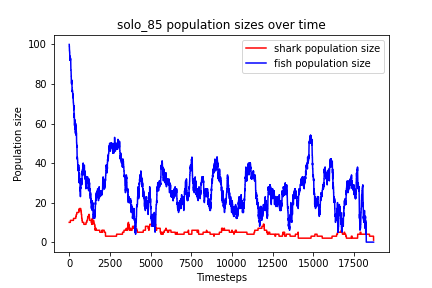 solo_85 population sizes over time
shark population size
fish population size
Population size
100
80
60
40
20
0
0 2500 5000 7500 10000 12500 15000 17500
Timesteps